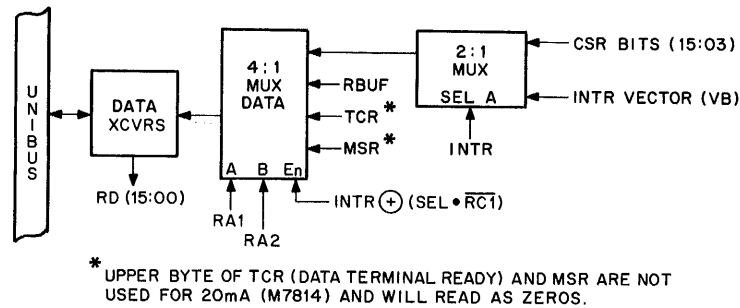 UNIBUS
DATA
XCVRS
RD (15:00)
4:1
MUX
DATA
A B En
RA1
RA2
RBUF
TCR*
MSR*
INTR ⊕ (SEL • R̅C̅1̅)
2:1
MUX
SEL A
INTR
CSR BITS (15:03)
INTR VECTOR (VB)
* UPPER BYTE OF TCR (DATA TERMINAL READY) AND MSR ARE NOT
USED FOR 20mA (M7814) AND WILL READ AS ZEROS.